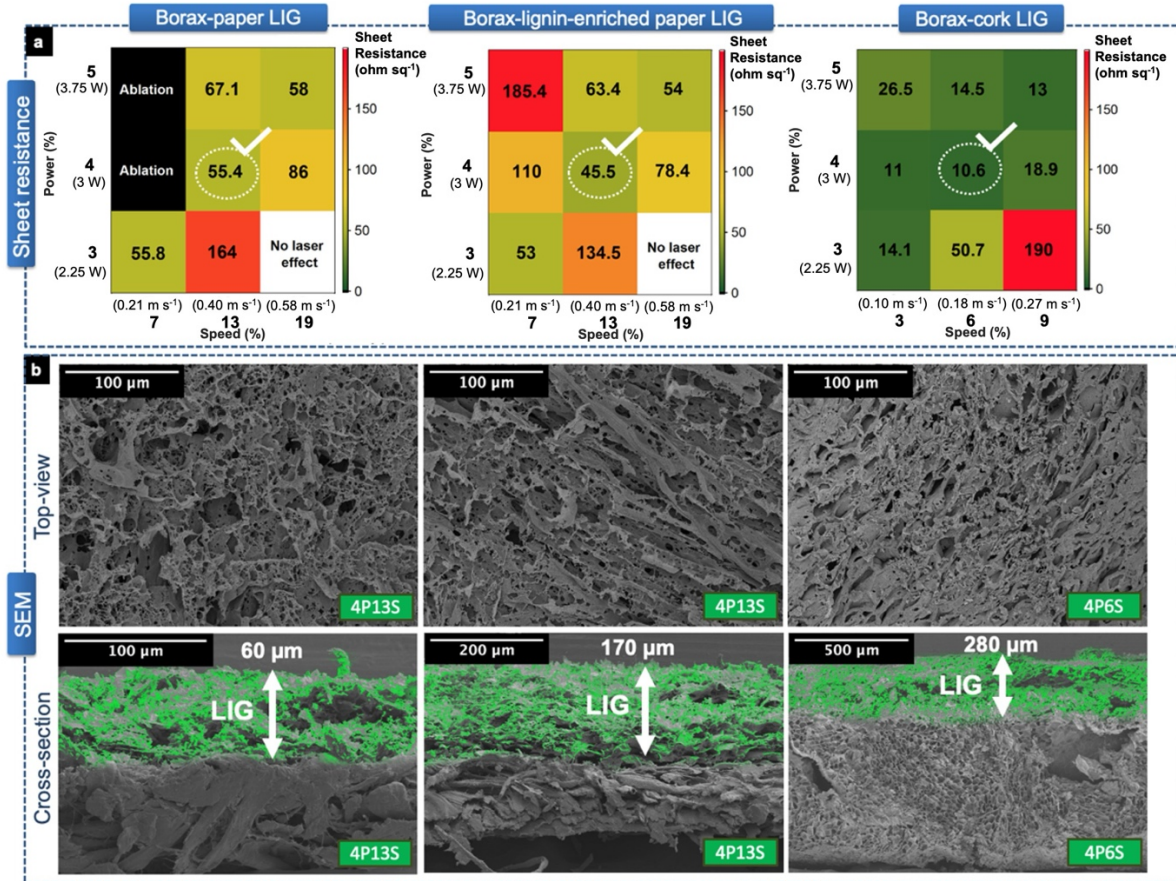 Borax-paper LIG
Borax-lignin-enriched paper LIG
Borax-cork LIG
a
Sheet resistance
Sheet
Resistance
(ohm sq⁻¹)
Power (%)
5
(3.75 W)
Ablation
67.1
58
4
(3 W)
Ablation
55.4
86
3
(2.25 W)
55.8
164
No laser
effect
150
100
50
0
(0.21 m s⁻¹) (0.40 m s⁻¹) (0.58 m s⁻¹)
7 13 19
Speed (%)
Sheet
Resistance
(ohm sq⁻¹)
Power (%)
5
(3.75 W)
185.4
63.4
54
4
(3 W)
110
45.5
78.4
3
(2.25 W)
53
134.5
No laser
effect
150
100
50
0
(0.21 m s⁻¹) (0.40 m s⁻¹) (0.58 m s⁻¹)
7 13 19
Speed (%)
Sheet
Resistance
(ohm sq⁻¹)
Power (%)
5
(3.75 W)
26.5
14.5
13
4
(3 W)
11
10.6
18.9
3
(2.25 W)
14.1
50.7
190
150
100
50
0
(0.10 m s⁻¹) (0.18 m s⁻¹) (0.27 m s⁻¹)
3 6 9
Speed (%)
b
SEM
Top-view
100 µm
4P13S
100 µm
4P13S
100 µm
4P6S
Cross-section
100 µm
60 µm
LIG
4P13S
200 µm
170 µm
LIG
4P13S
500 µm
280 µm
LIG
4P6S